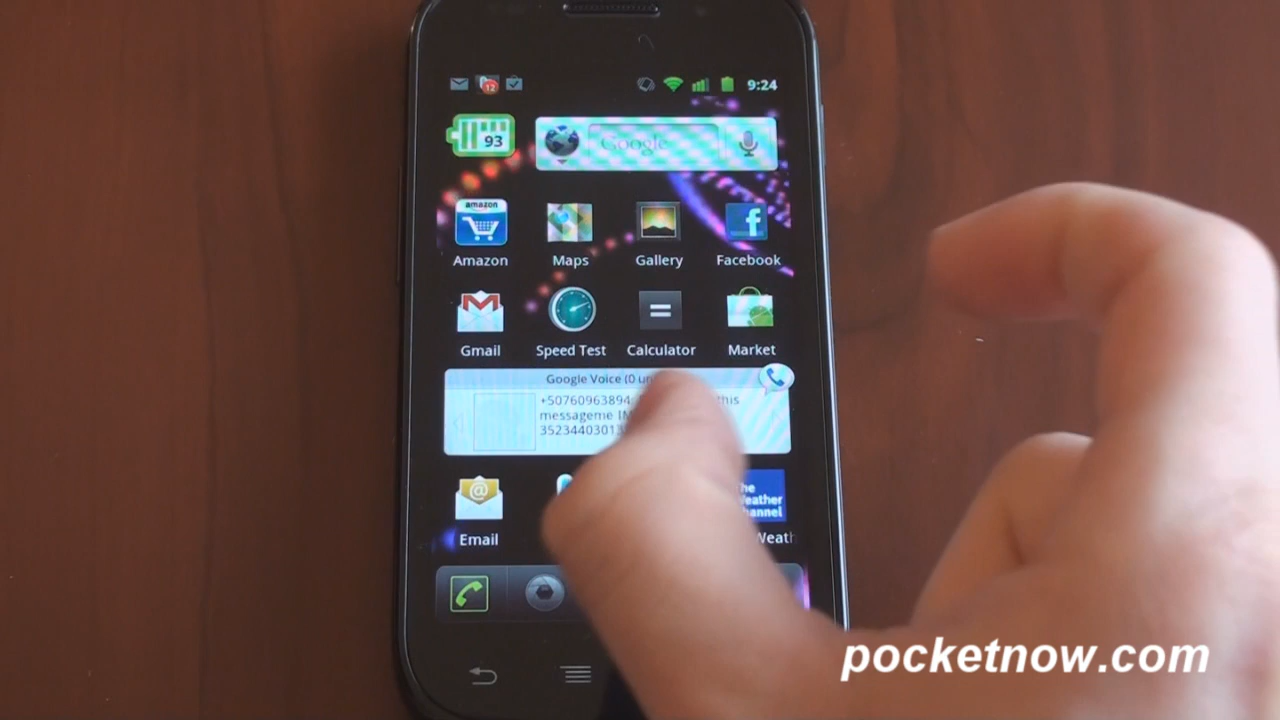 12
9:24
93
Google
amazon
Amazon
Maps
Gallery
Facebook
Gmail
Speed Test
Calculator
Market
Google Voice (0
+50760963894
this
messageme
35234403013
@
The
Weather
Channel
Email
pocketnow.com